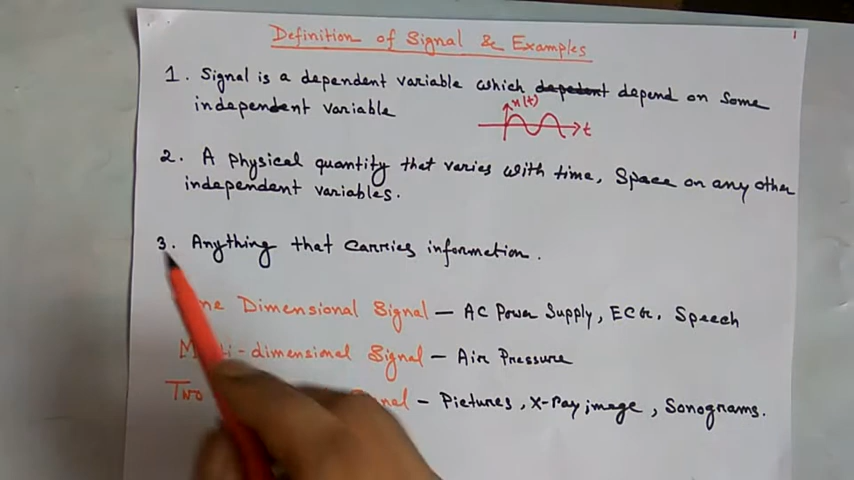 Definition of Signal & Examples
1
1. Signal is a dependent variable which depedent depend on some
independent variable
x(t)
t
2. A physical quantity that varies with time, Space or any other
independent variables.
3. Anything that carries information.
Dimensional Signal - AC Power Supply, ECG, Speech
-dimensional Signal - Air Pressure
Two - Pictures, X-Ray image, Sonograms.